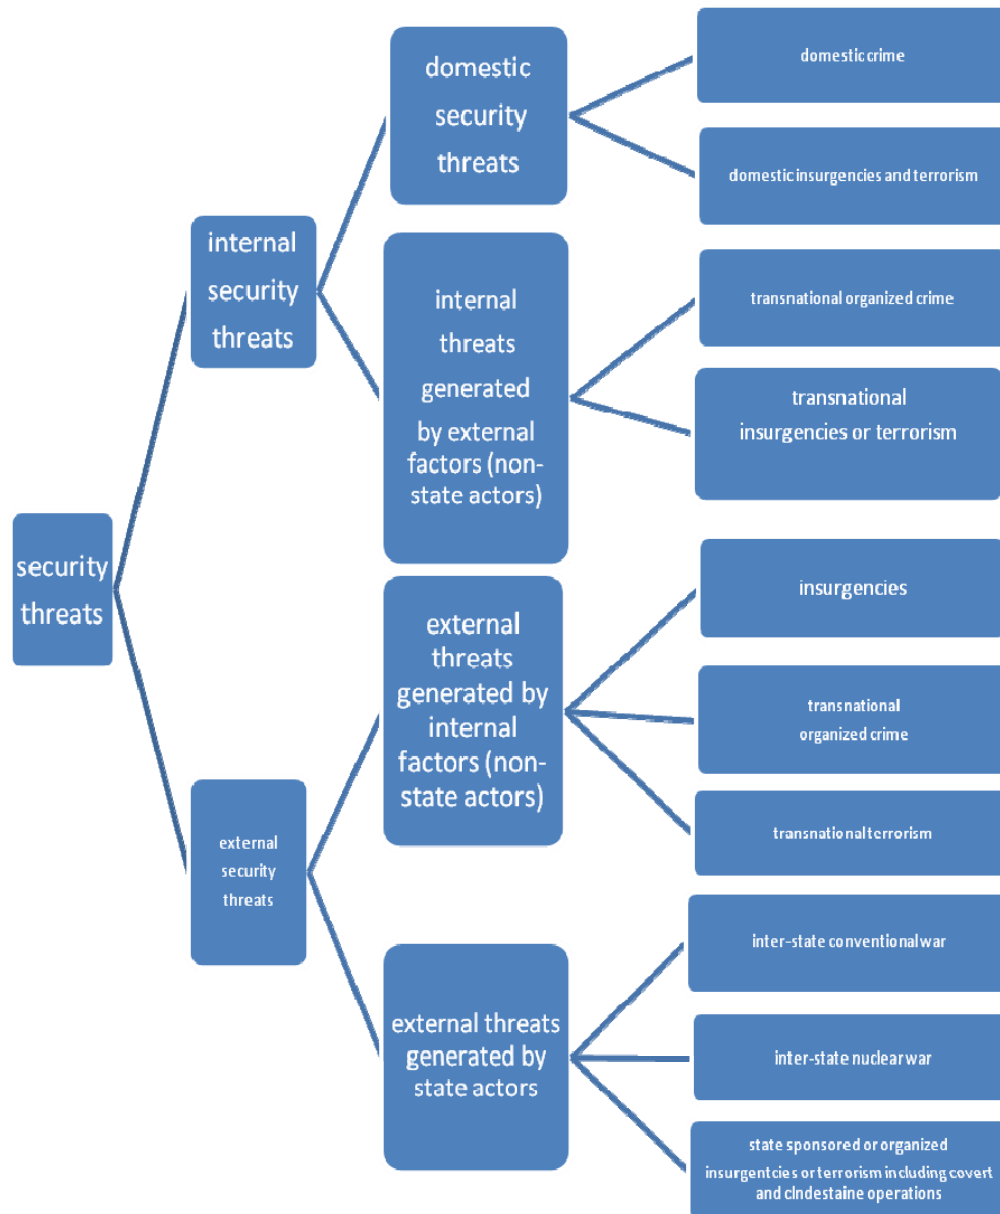 security
threats
internal
security
threats
external
security
threats
domestic
security
threats
internal
threats
generated
by external
factors (non-
state actors)
external
threats
generated by
internal
factors (non-
state actors)
external threats
generated by
state actors
domestic crime
domestic insurgencies and terrorism
transnational organized crime
transnational
insurgencies or terrorism
insurgencies
transnational
organized crime
transnational terrorism
inter-state conventional war
inter-state nuclear war
state sponsored or organized
insurgentcies or terrorism including covert
and clndestaine operations